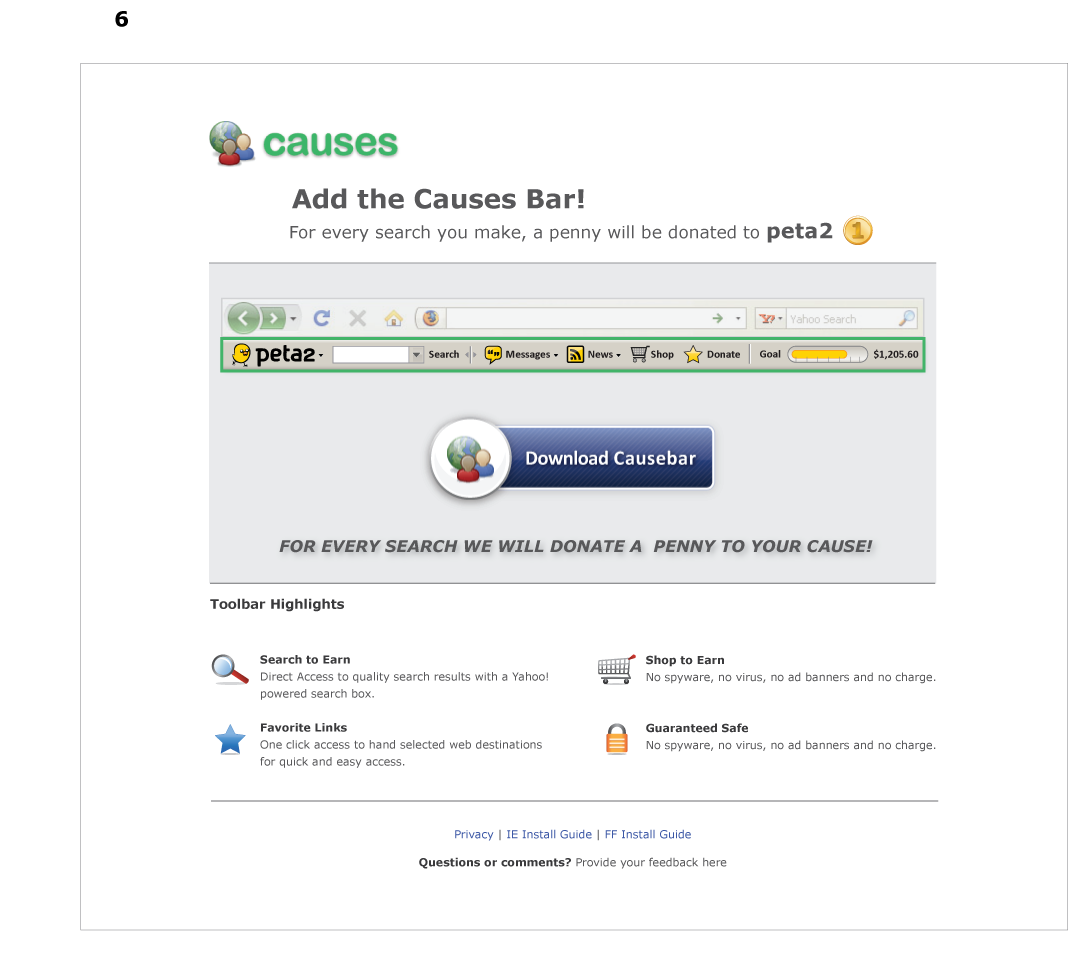 6
causes
Add the Causes Bar!
For every search you make, a penny will be donated to peta2 1
Y! Yahoo Search
peta2 Search Messages News Shop Donate Goal $1,205.60
Download Causebar
FOR EVERY SEARCH WE WILL DONATE A PENNY TO YOUR CAUSE!
Toolbar Highlights
Search to Earn
Direct Access to quality search results with a Yahoo!
powered search box.
Shop to Earn
No spyware, no virus, no ad banners and no charge.
Favorite Links
One click access to hand selected web destinations
for quick and easy access.
Guaranteed Safe
No spyware, no virus, no ad banners and no charge.
Privacy | IE Install Guide | FF Install Guide
Questions or comments? Provide your feedback here